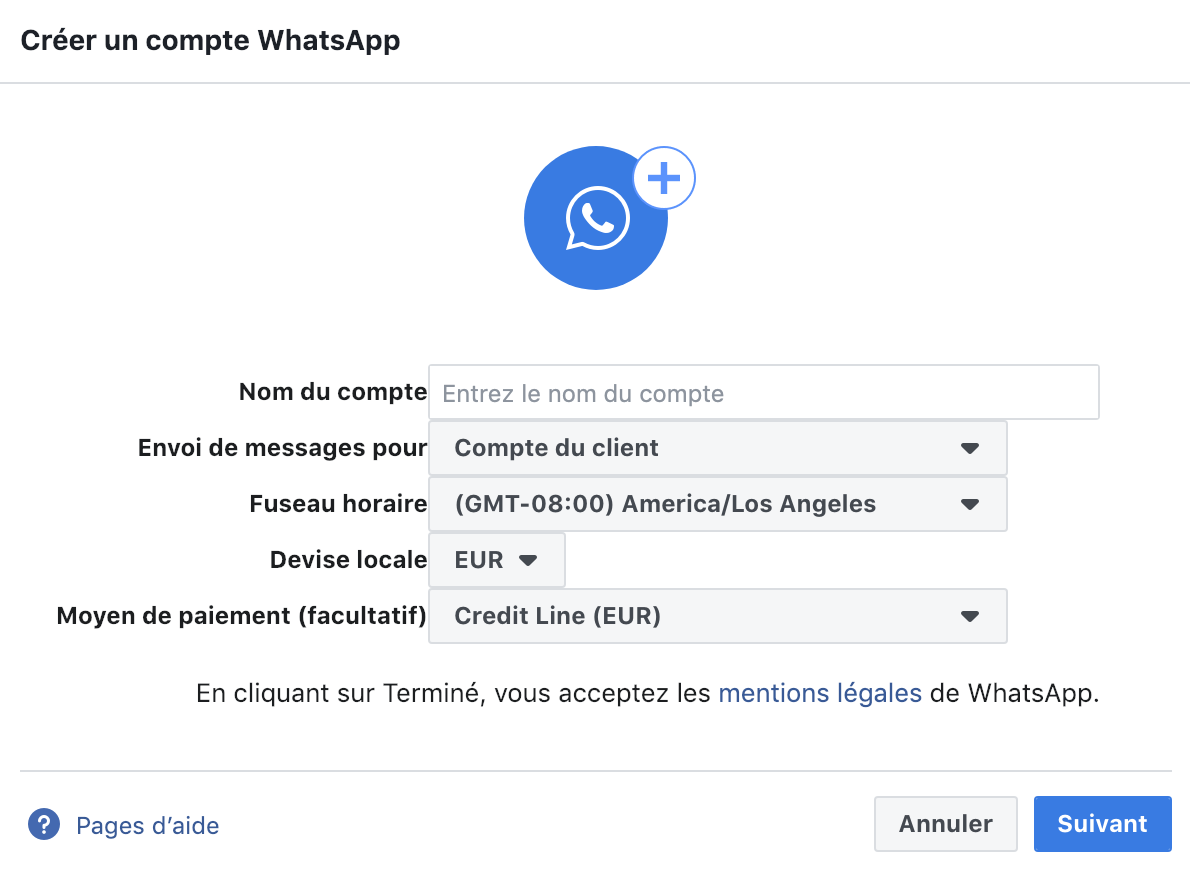 Créer un compte WhatsApp
Nom du compte Entrez le nom du compte
Envoi de messages pour Compte du client
Fuseau horaire (GMT-08:00) America/Los Angeles
Devise locale EUR
Moyen de paiement (facultatif) Credit Line (EUR)
En cliquant sur Terminé, vous acceptez les mentions légales de WhatsApp.
? Pages d’aide Annuler Suivant